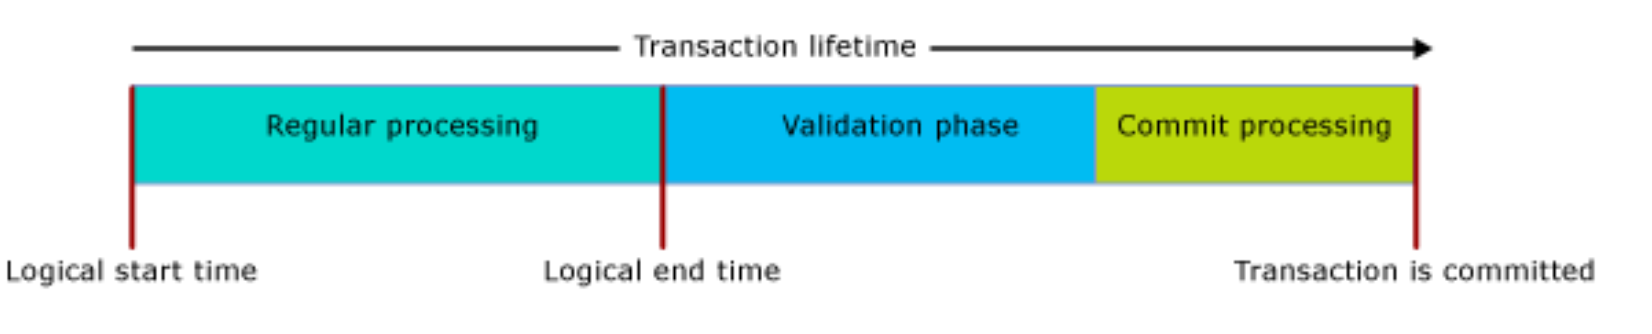 Transaction lifetime
Regular processing
Validation phase
Commit processing
Logical start time
Logical end time
Transaction is committed